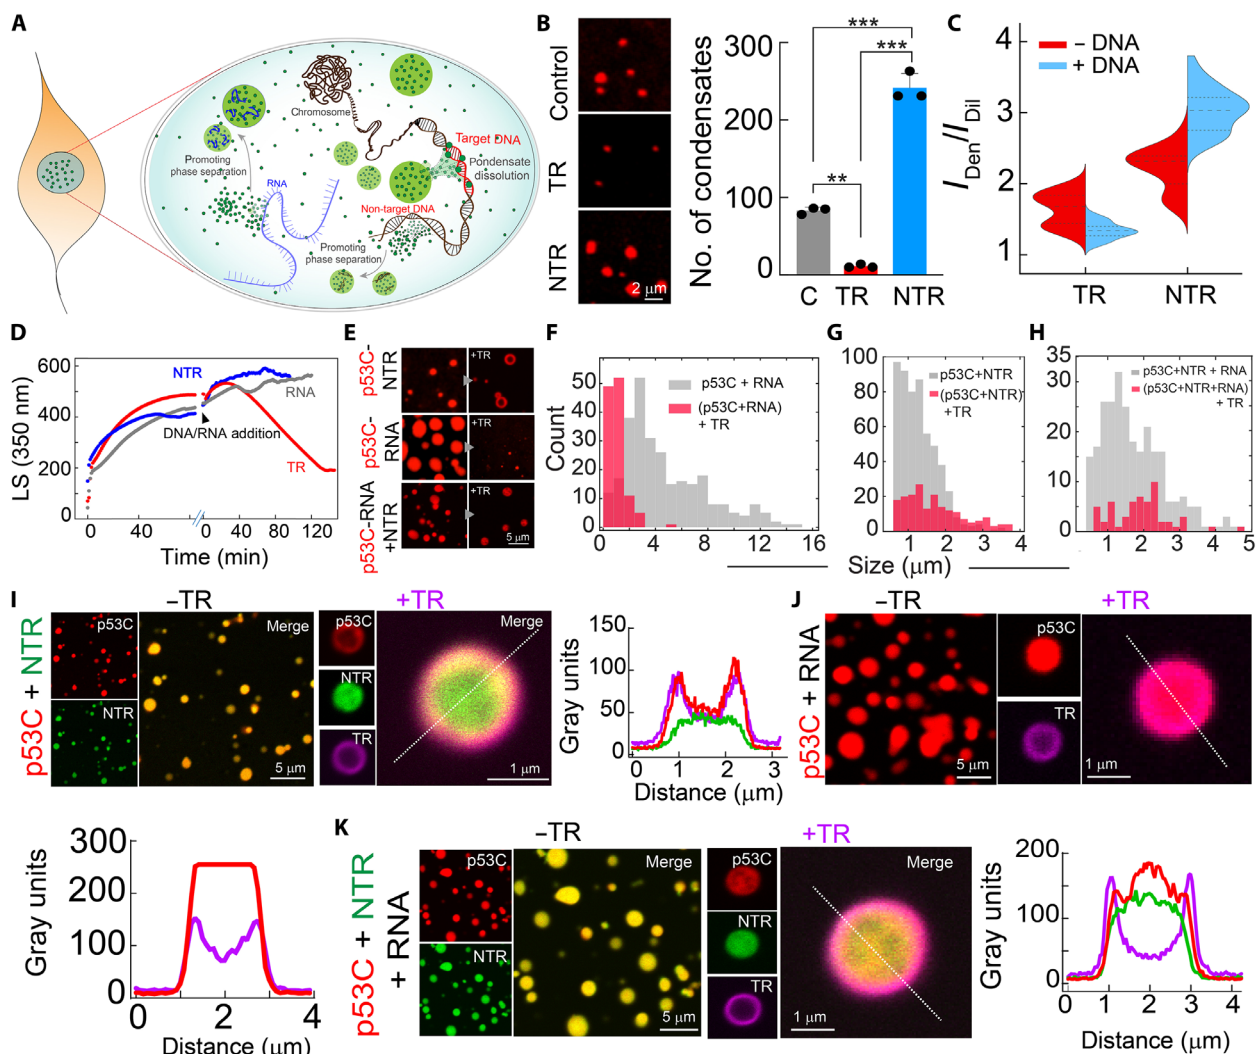 A
Chromosome
Target DNA
Pondensate
dissolution
Promoting
phase separation
RNA
Non-target DNA
Promoting
phase separation
B
Control
TR
NTR
2 μm
No. of condensates
300
200
100
0
***
***
**
C TR NTR
C
I Den/I Dil
4
3
2
1
– DNA
+ DNA
TR NTR
D
LS (350 nm)
600
400
200
0
NTR
RNA
DNA/RNA addition
TR
0 40 0 40 80 120
Time (min)
E
p53C-
NTR
+TR
p53C-
RNA
+TR
p53C-RNA
+NTR
+TR
5 μm
F
Count
50
40
30
20
10
0
p53C + RNA
(p53C+RNA)
+ TR
0 4 8 12 16
G
100
80
60
40
20
0
p53C+NTR
(p53C+NTR)
+TR
1 2 3 4
H
35
25
15
5
0
p53C+NTR + RNA
(p53C+NTR+RNA)
+ TR
0 1 2 3 4 5
Size (μm)
I
–TR
+TR
p53C + NTR
p53C
NTR
Merge
5 μm
p53C
NTR
TR
Merge
1 μm
Gray units
150
100
50
0
0 1 2 3
Distance (μm)
J
–TR
+TR
p53C + RNA
5 μm
p53C
TR
1 μm
Gray units
300
200
100
0
0 2 4
Distance (μm)
K
–TR
+TR
p53C + NTR
+ RNA
p53C
NTR
Merge
5 μm
p53C
NTR
TR
Merge
1 μm
Gray units
200
100
0
0 1 2 3 4
Distance (μm)